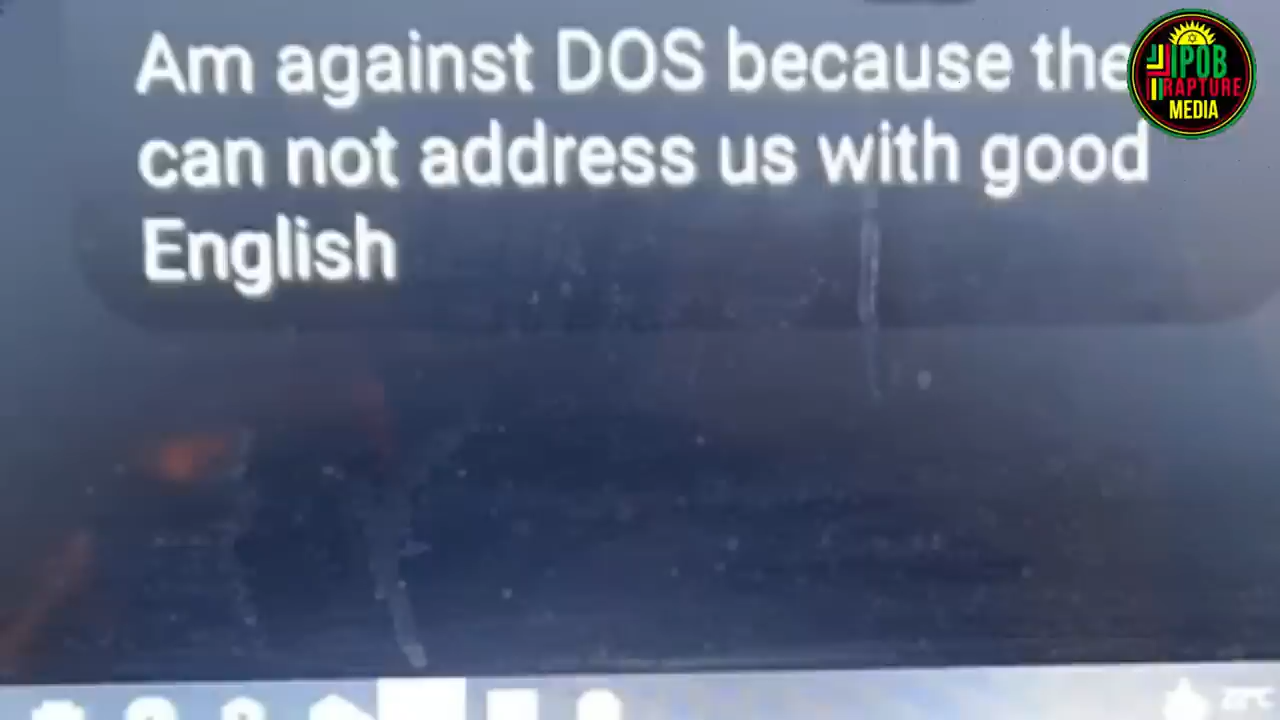 Am against DOS because the
can not address us with good
English
IPOB
RAPTURE
MEDIA